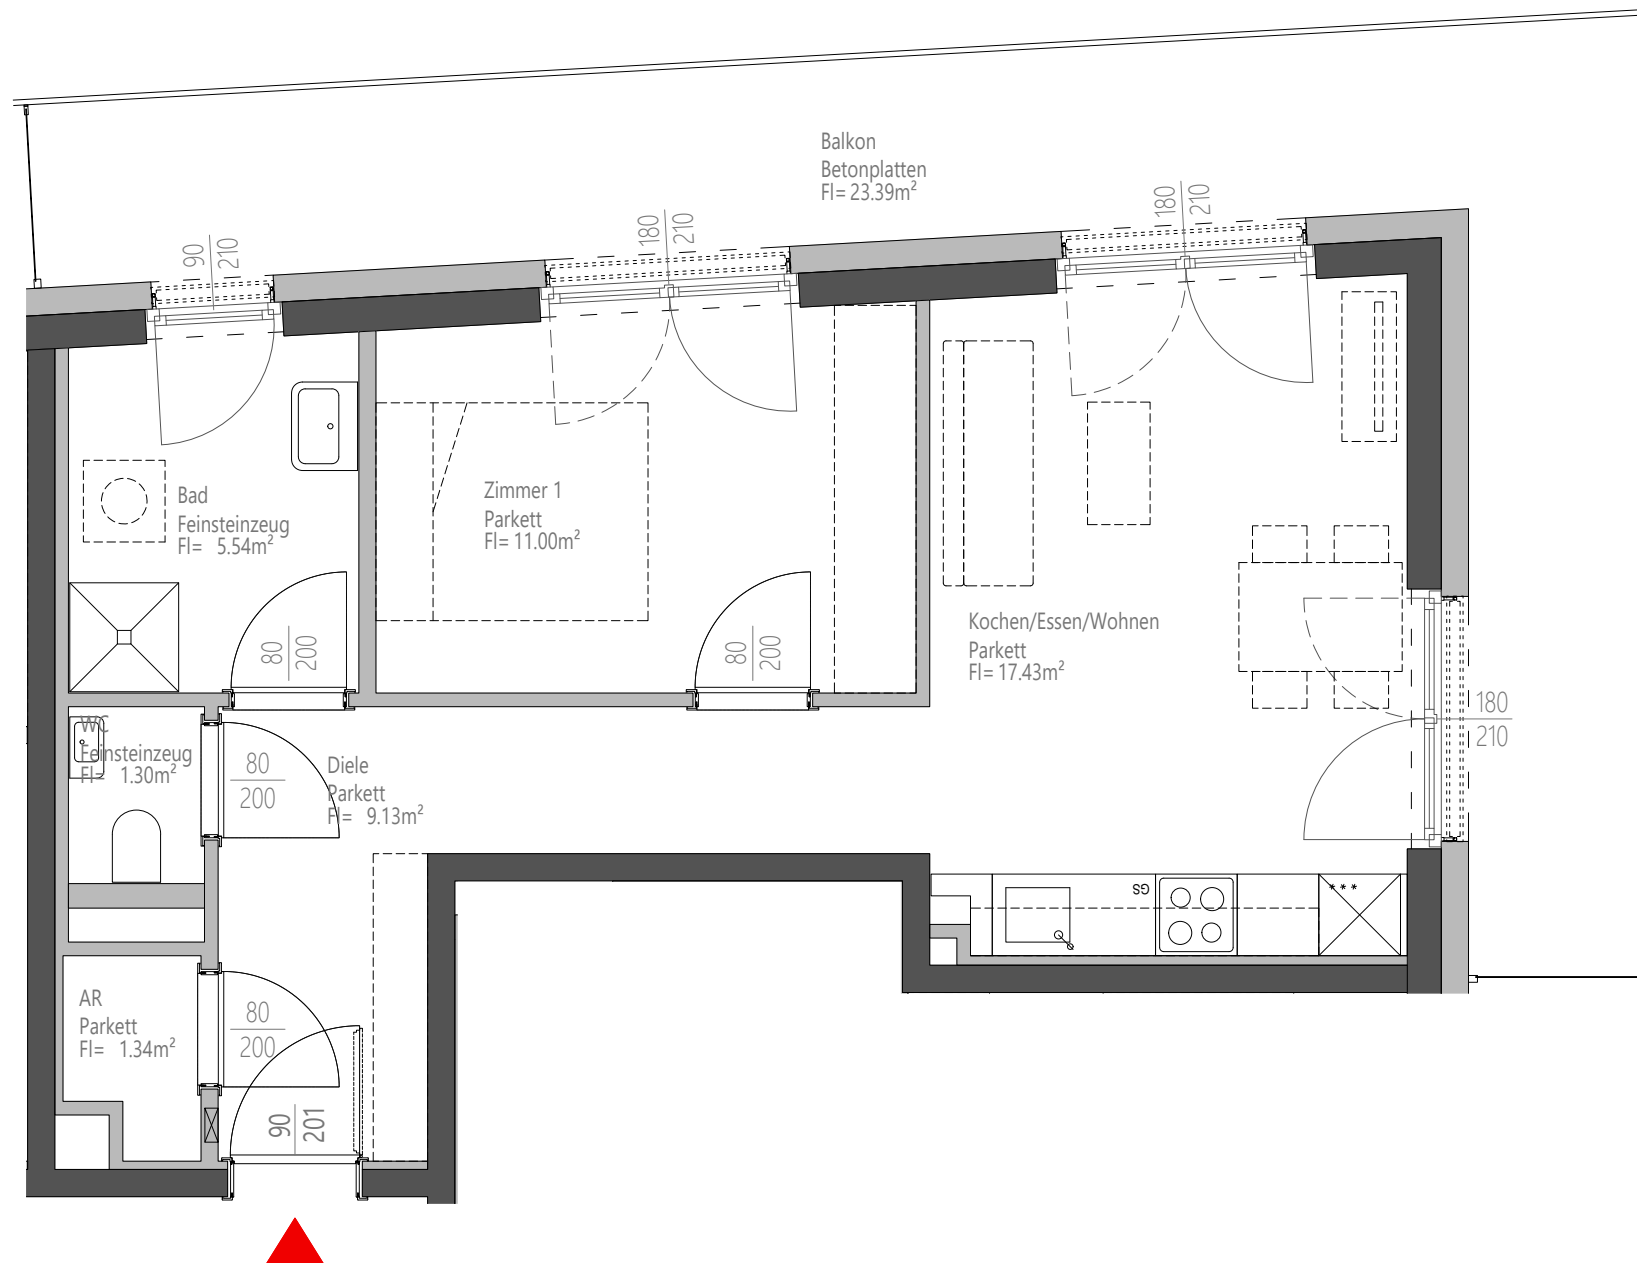 Balkon
Betonplatten
Fl= 23.39m²
90
210
180
210
180
210
Bad
Feinsteinzeug
Fl= 5.54m²
Zimmer 1
Parkett
Fl= 11.00m²
Kochen/Essen/Wohnen
Parkett
Fl= 17.43m²
80
200
80
200
180
210
WC
Feinsteinzeug
Fl= 1.30m²
80
200
Diele
Parkett
Fl= 9.13m²
GS
***
AR
Parkett
Fl= 1.34m²
80
200
90
201